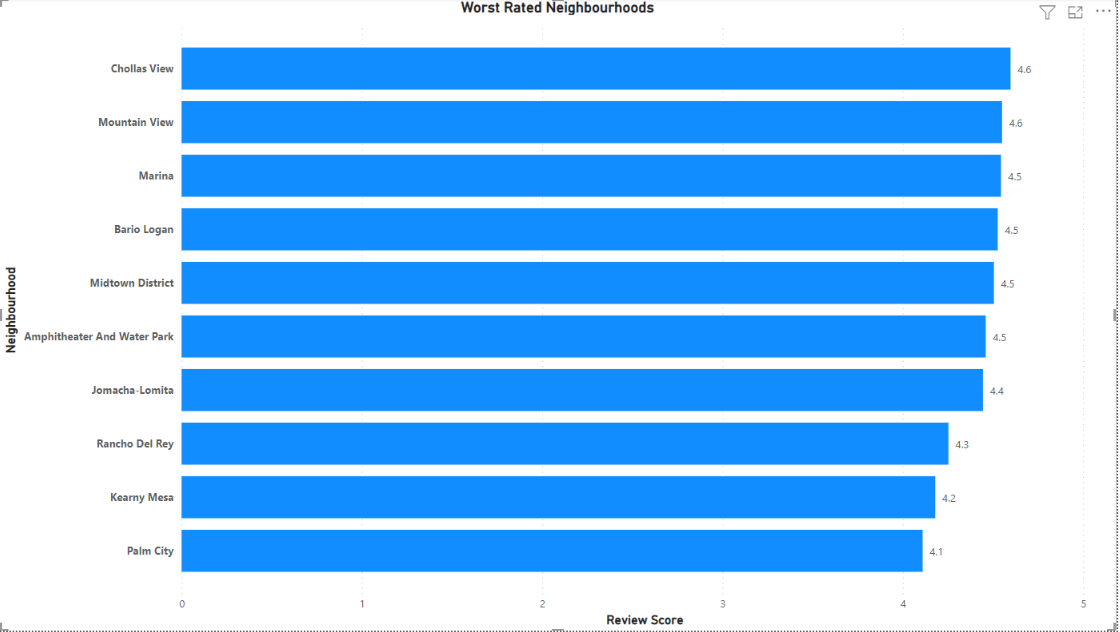 Worst Rated Neighbourhoods
Chollas View 4.6
Mountain View 4.6
Marina 4.5
Bario Logan 4.5
Midtown District 4.5
Amphitheater And Water Park 4.5
Jomacha-Lomita 4.4
Rancho Del Rey 4.3
Kearny Mesa 4.2
Palm City 4.1
Neighbourhood
0 1 2 3 4 5
Review Score